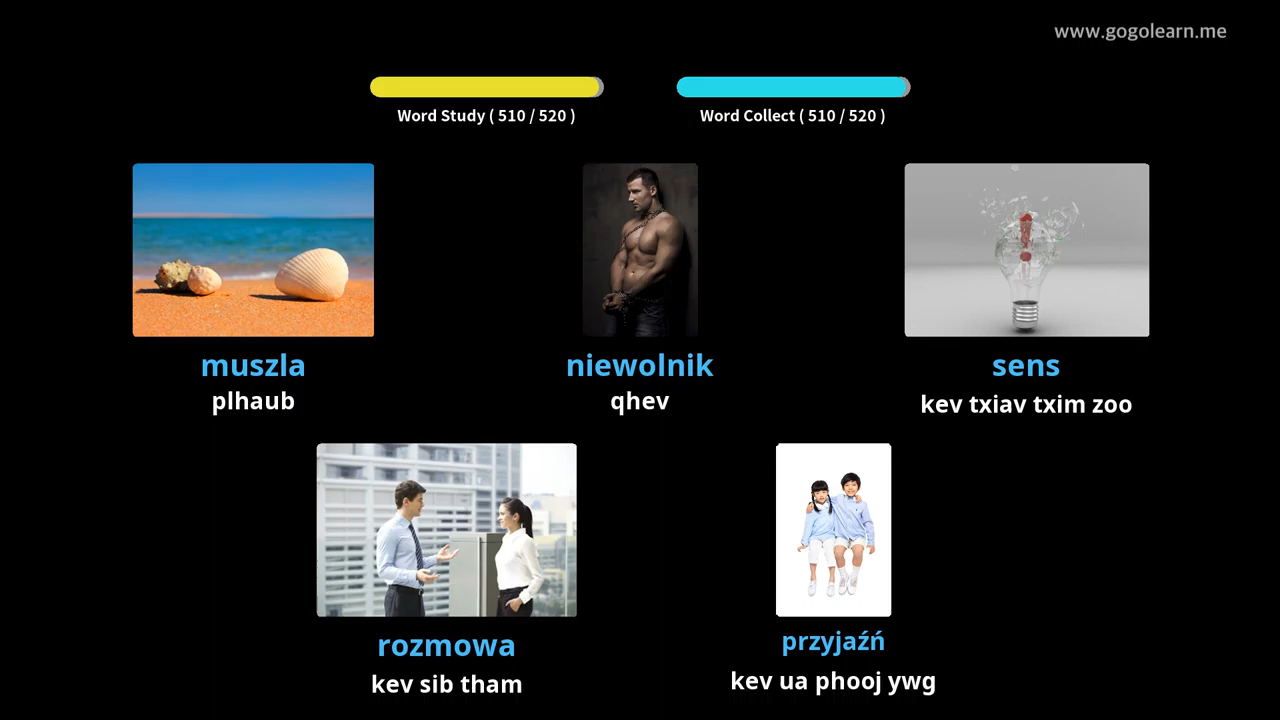 www.gogolearn.me
Word Study ( 510 / 520 )
Word Collect ( 510 / 520 )
muszla
plhaub
niewolnik
qhev
sens
kev txiav txim zoo
rozmowa
kev sib tham
przyjaźń
kev ua phooj ywg